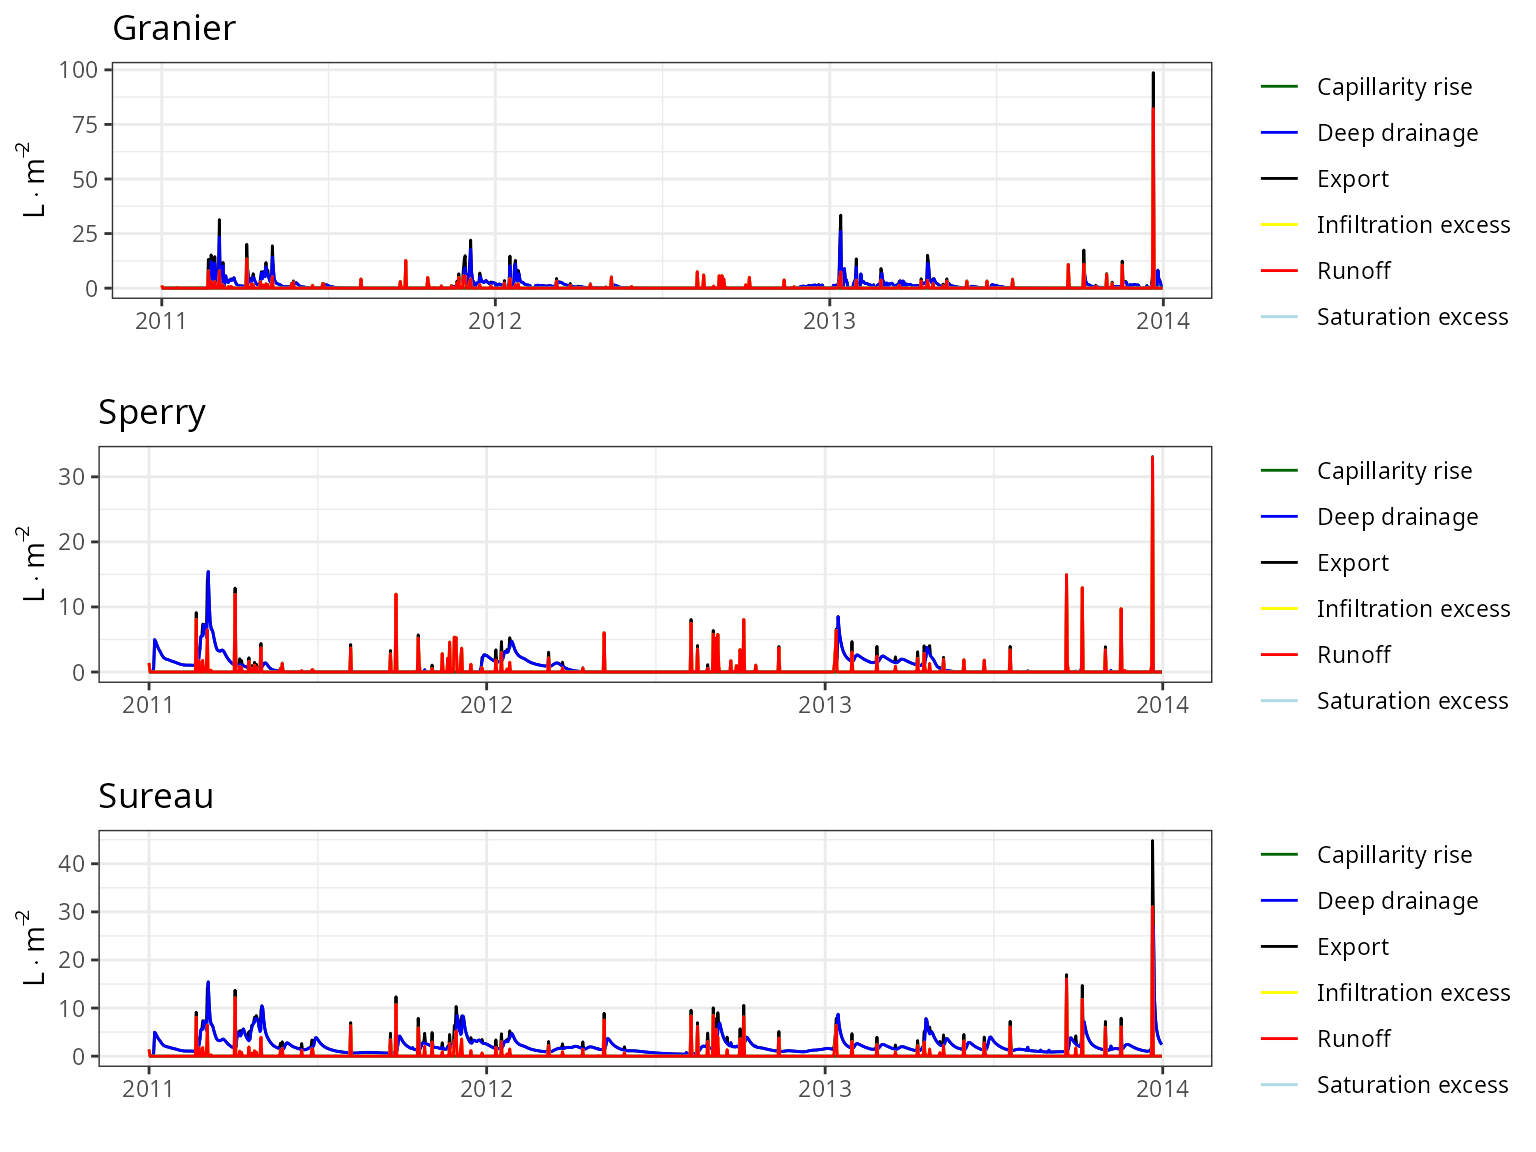 Granier
L · m⁻²
100
75
50
25
0
2011 2012 2013 2014
Capillarity rise
Deep drainage
Export
Infiltration excess
Runoff
Saturation excess
Sperry
L · m⁻²
30
20
10
0
2011 2012 2013 2014
Capillarity rise
Deep drainage
Export
Infiltration excess
Runoff
Saturation excess
Sureau
L · m⁻²
40
30
20
10
0
2011 2012 2013 2014
Capillarity rise
Deep drainage
Export
Infiltration excess
Runoff
Saturation excess